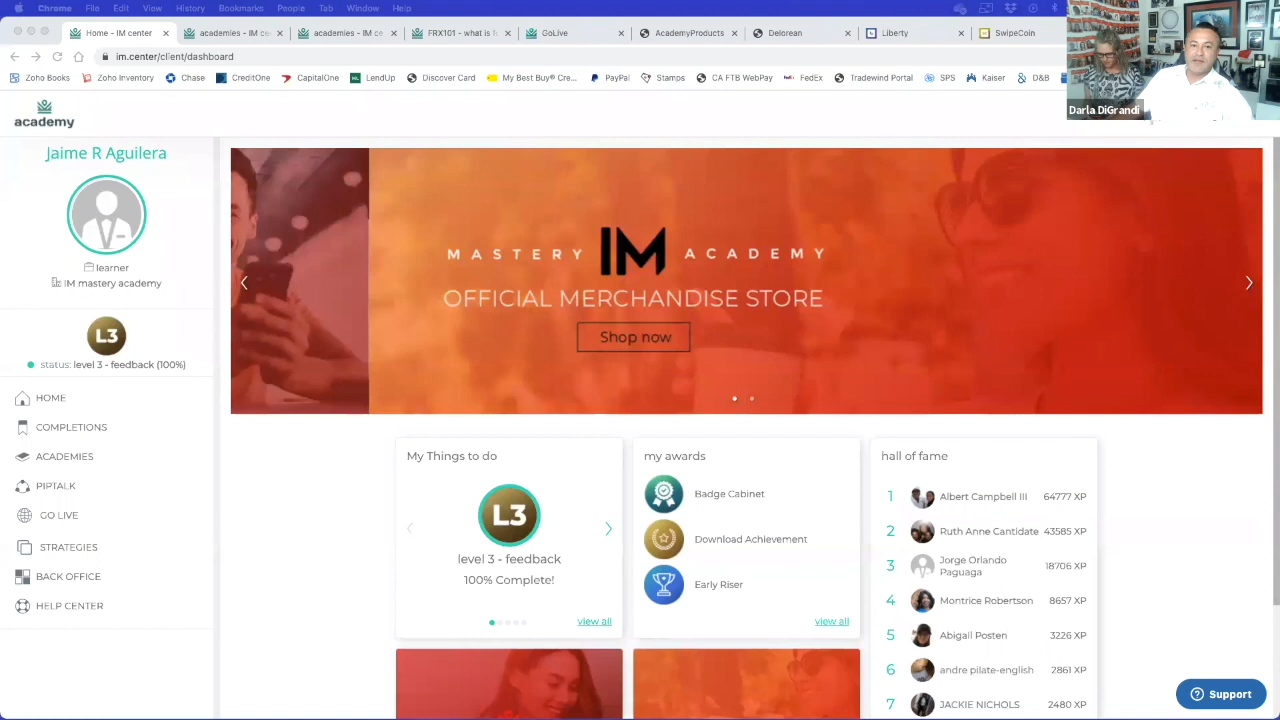 Chrome File Edit View History Bookmarks People Tab Window Help
Home - IM center
academies - IM ce
academies - IM
101 - what is
GoLive
AcademyProducts
Delorean
Liberty
SwipeCoin
im.center/client/dashboard
Zoho Books
Zoho Inventory
Chase
CreditOne
CapitalOne
LendUp
Discover Card
My Best Buy® Cre...
PayPal
Stamps
CA FTB WebPay
FedEx
Tradewind Portal
SPS
Kaiser
D&B
Darla DiGrandi
academy
Jaime R Aguilera
learner
IM mastery academy
L3
status: level 3 - feedback (100%)
HOME
COMPLETIONS
ACADEMIES
PIPTALK
GO LIVE
STRATEGIES
BACK OFFICE
HELP CENTER
MASTERY IM ACADEMY
OFFICIAL MERCHANDISE STORE
Shop now
My Things to do
L3
level 3 - feedback
100% Complete!
view all
my awards
Badge Cabinet
Download Achievement
Early Riser
view all
hall of fame
1 Albert Campbell III 64777 XP
2 Ruth Anne Cantidate 43585 XP
3 Jorge Orlando
Paguaga 18706 XP
4 Montrice Robertson 8657 XP
5 Abigail Posten 3226 XP
6 andre pilate-english 2861 XP
7 JACKIE NICHOLS 2480 XP
Support